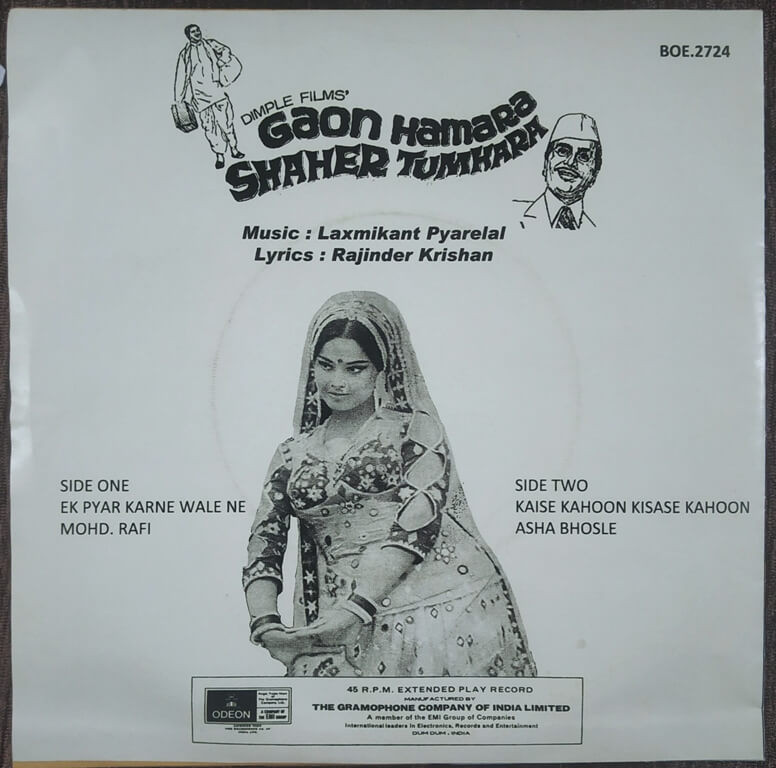 BOE.2724
DIMPLE FILMS'
Gaon Hamara
SHAHER TUMHARA
Music : Laxmikant Pyarelal
Lyrics : Rajinder Krishan
SIDE ONE
EK PYAR KARNE WALE NE
MOHD. RAFI
SIDE TWO
KAISE KAHOON KISASE KAHOON
ASHA BHOSLE
ODEON
45 R.P.M. EXTENDED PLAY RECORD
MANUFACTURED BY
THE GRAMOPHONE COMPANY OF INDIA LIMITED
A member of the EMI Group of Companies
International leaders in Electronics, Records and Entertainment
DUM DUM, INDIA